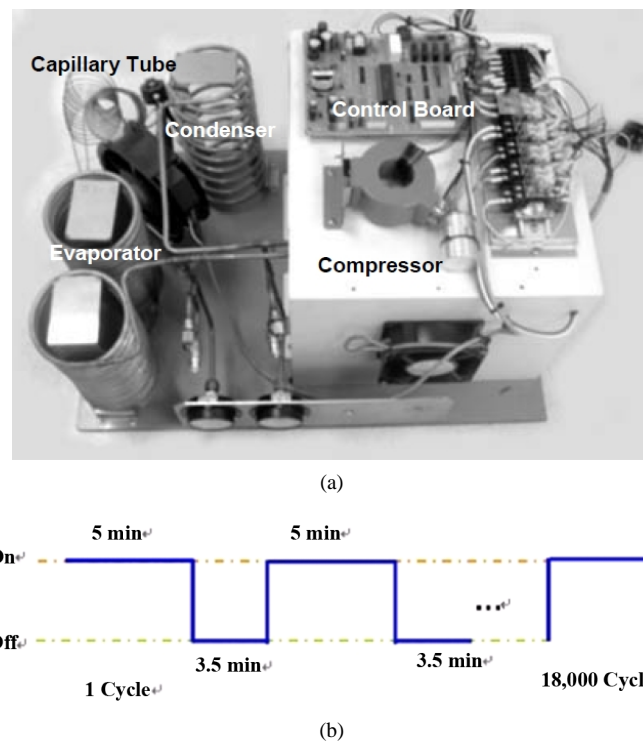 Capillary Tube
Condenser
Control Board
Evaporator
Compressor
(a)
5 min
5 min
On
Off
...
3.5 min
3.5 min
1 Cycle
18,000 Cycl
(b)